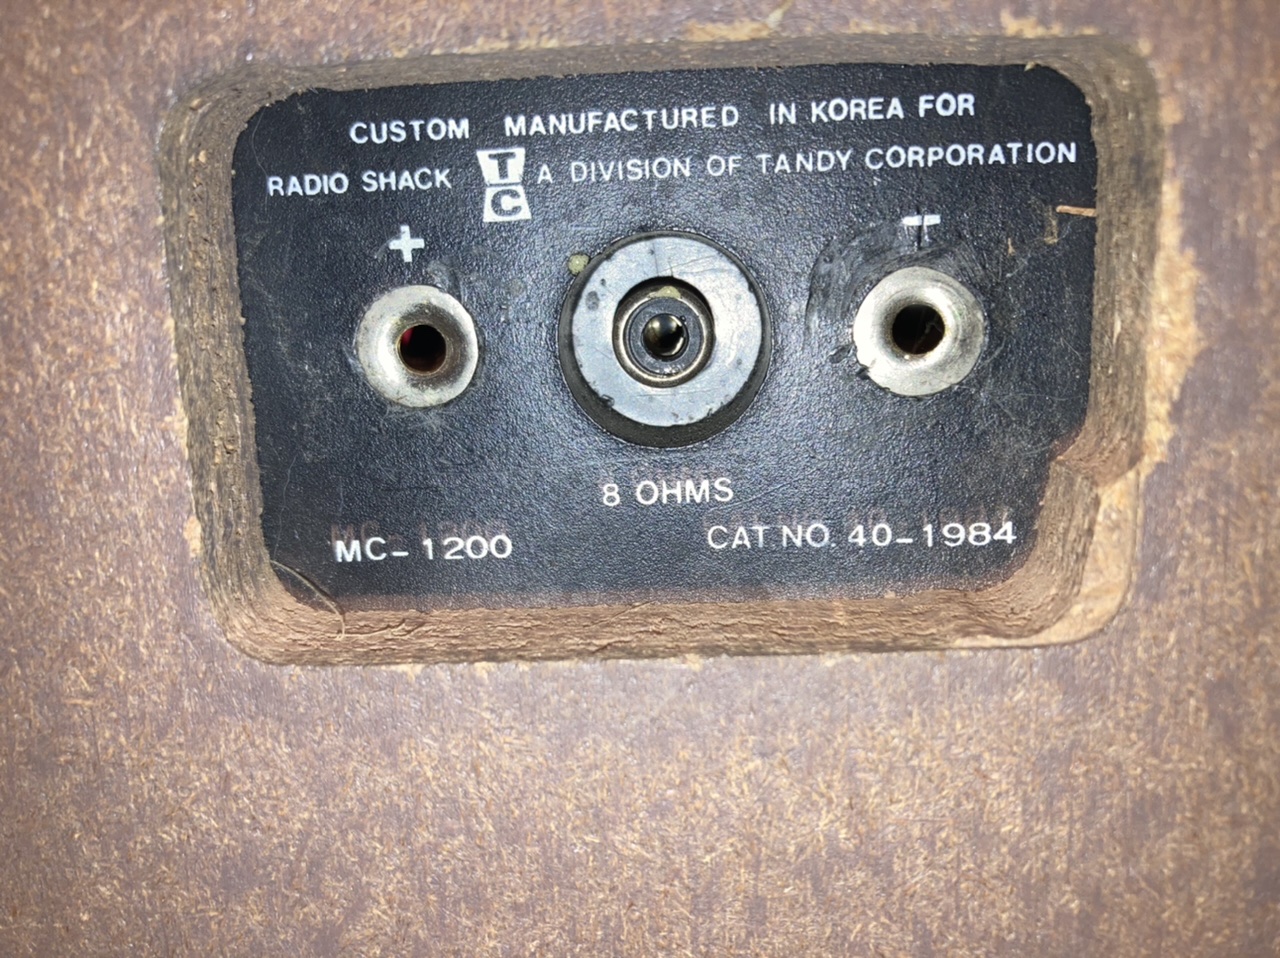 CUSTOM MANUFACTURED IN KOREA FOR
RADIO SHACK TC A DIVISION OF TANDY CORPORATION
+ -
8 OHMS
MC-1200 CAT NO. 40-1984